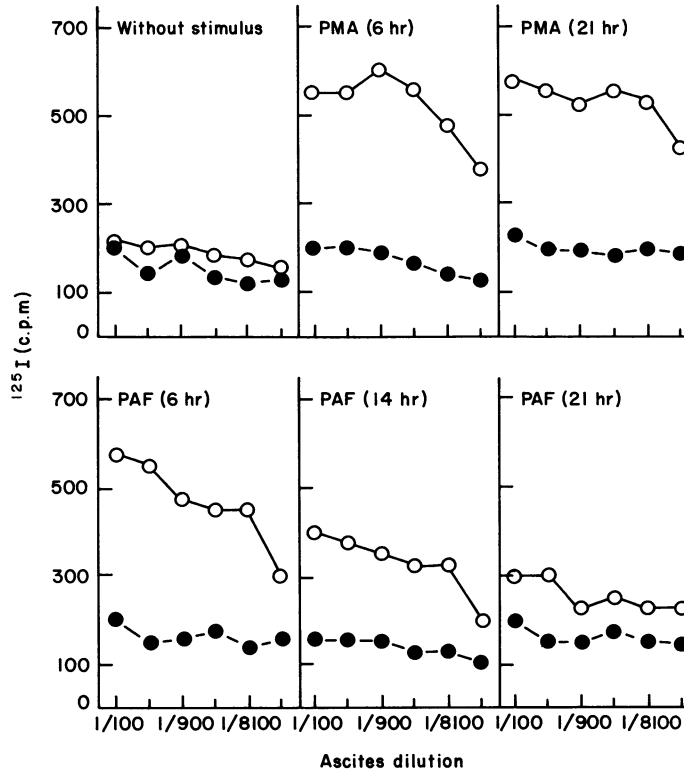 Without stimulus
PMA (6 hr)
PMA (21 hr)
700
500
300
100
0
125I (c.p.m)
PAF (6 hr)
PAF (14 hr)
PAF (21 hr)
700
500
300
100
0
1/100 1/900 1/8100
1/100 1/900 1/8100
1/100 1/900 1/8100
Ascites dilution